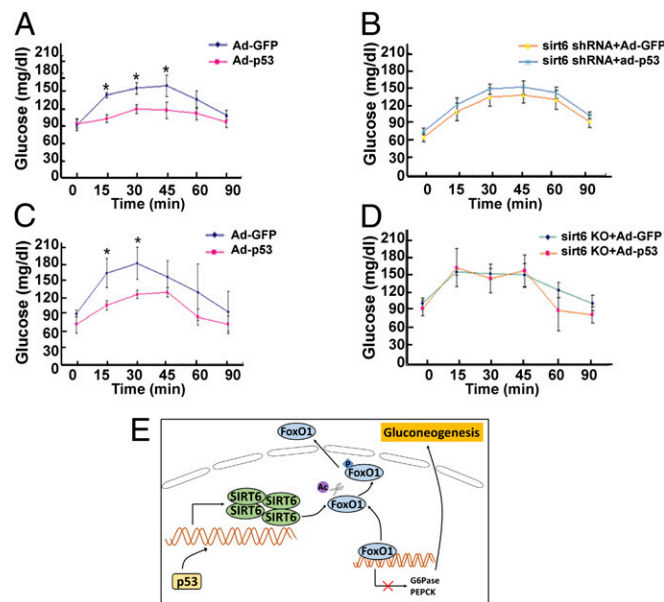 A
Ad-GFP
Ad-p53
Glucose (mg/dl)
210
180
150
120
90
60
30
0
* * *
0 15 30 45 60 90
Time (min)
B
sirt6 shRNA+Ad-GFP
sirt6 shRNA+ad-p53
Glucose (mg/dl)
210
180
150
120
90
60
30
0
0 15 30 45 60 90
Time (min)
C
Ad-GFP
Ad-p53
Glucose (mg/dl)
210
180
150
120
90
60
30
0
* *
0 15 30 45 60 90
Time (min)
D
sirt6 KO+Ad-GFP
sirt6 KO+Ad-p53
Glucose (mg/dl)
210
180
150
120
90
60
30
0
0 15 30 45 60 90
Time (min)
E
FoxO1
Gluconeogenesis
P
FoxO1
Ac
SIRT6 SIRT6
SIRT6 SIRT6
FoxO1
FoxO1
p53
G6Pase
PEPCK